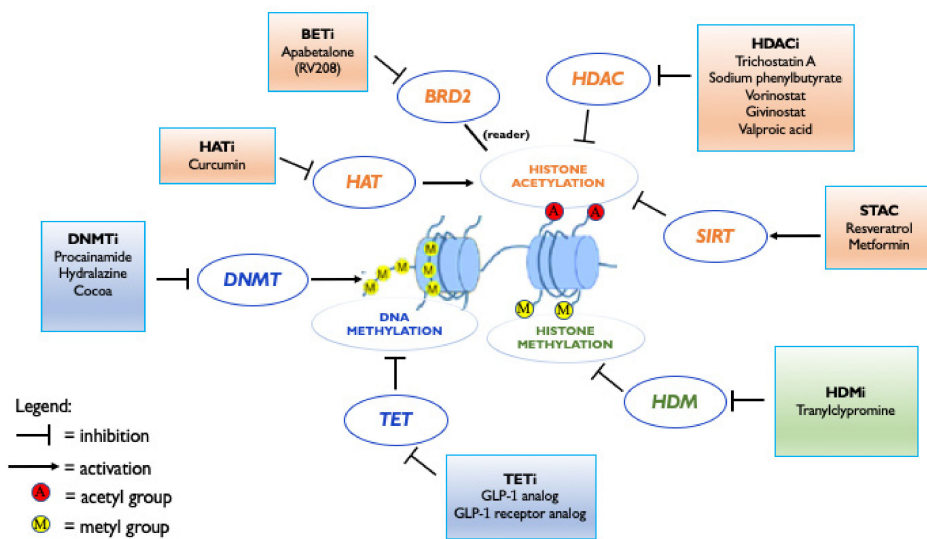 BETi
Apabetalone
(RV208)
HDACi
Trichostatin A
Sodium phenylbutyrate
Vorinostat
Givinostat
Valproic acid
HDAC
BRD2
(reader)
HATi
Curcumin
HAT
HISTONE
ACETYLATION
A
A
STAC
Resveratrol
Metformin
SIRT
DNMTi
Procainamide
Hydralazine
Cocoa
DNMT
M
M
M
M
M
M
M
M
M
DNA
METHYLATION
HISTONE
METHYLATION
HDM
HDMi
Tranylclypromine
TET
TETi
GLP-1 analog
GLP-1 receptor analog
Legend:
= inhibition
= activation
A = acetyl group
M = metyl group